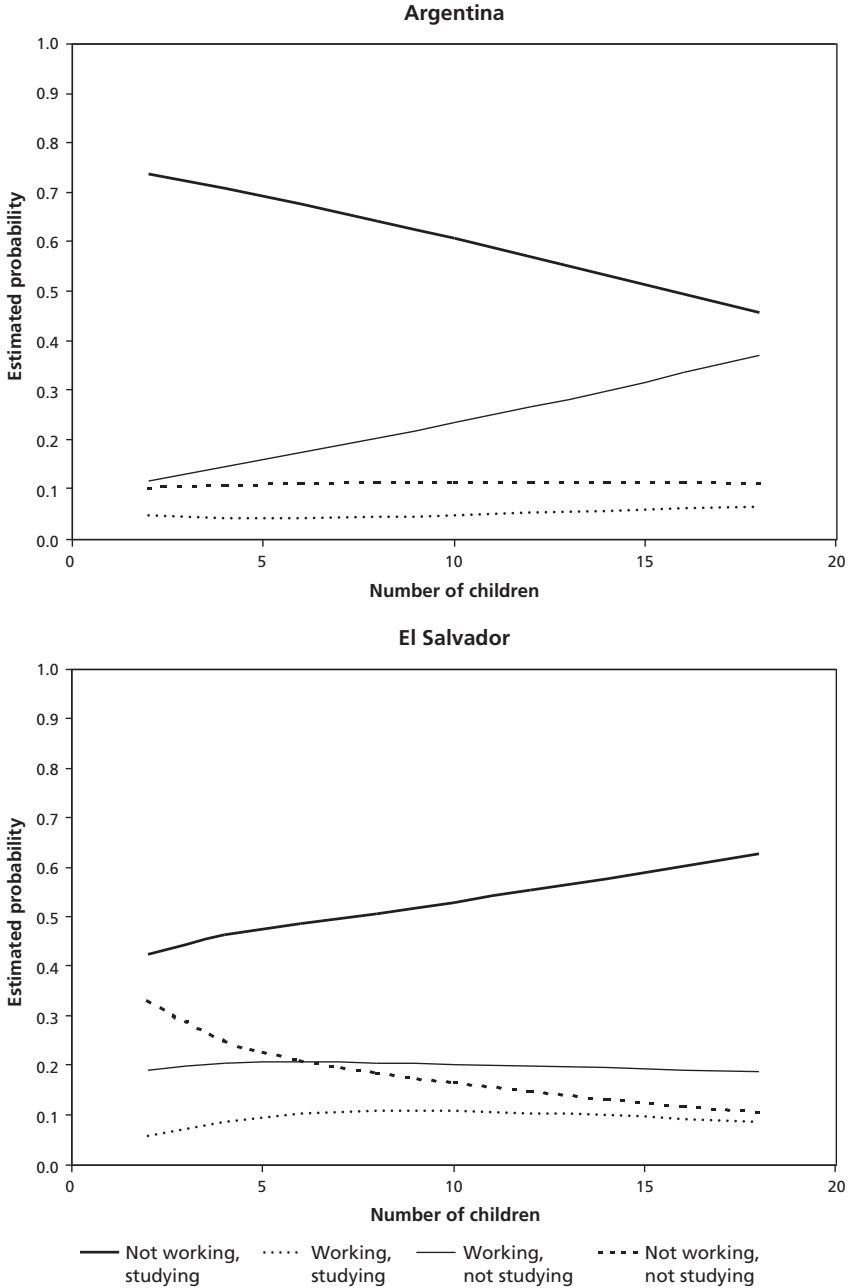 Argentina
1.0
0.9
0.8
0.7
0.6
0.5
0.4
0.3
0.2
0.1
0.0
Estimated probability
0 5 10 15 20
Number of children
El Salvador
1.0
0.9
0.8
0.7
0.6
0.5
0.4
0.3
0.2
0.1
0.0
Estimated probability
0 5 10 15 20
Number of children
Not working, Working, Working, Not working,
studying studying not studying not studying